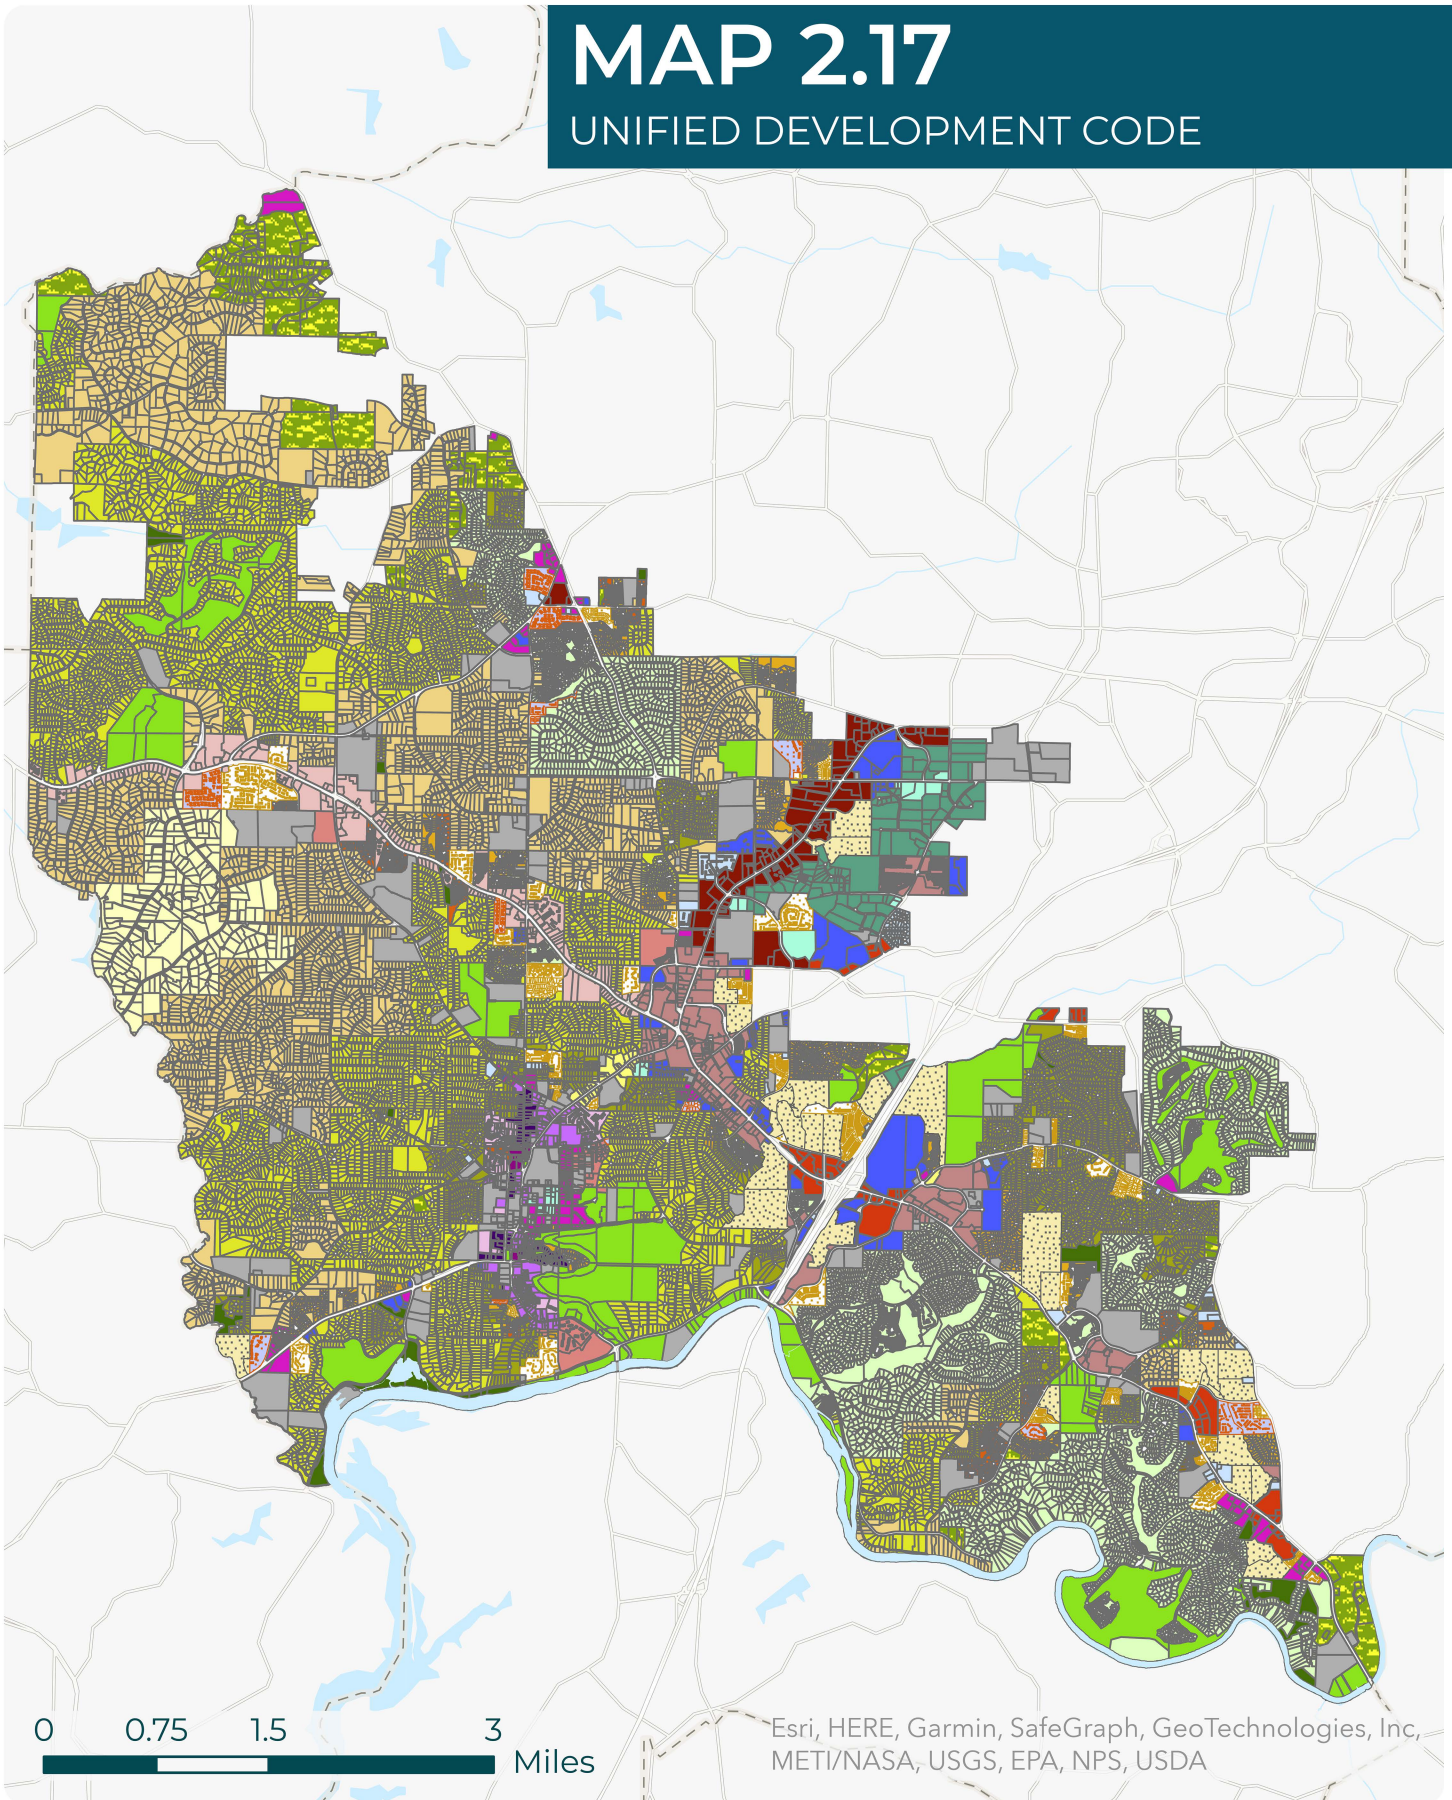 MAP 2.17
UNIFIED DEVELOPMENT CODE
0 0.75 1.5 3
Miles
Esri, HERE, Garmin, SafeGraph, GeoTechnologies, Inc,
METI/NASA, USGS, EPA, NPS, USDA